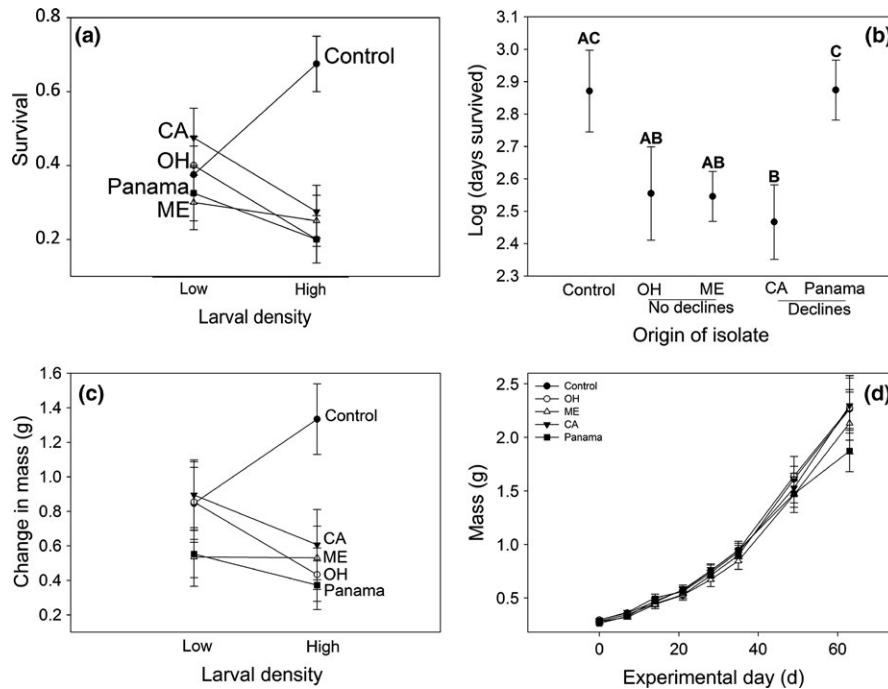 (a)
Survival
0.8
0.6
0.4
0.2
Control
CA
OH
Panama
ME
Low High
Larval density
(b)
Log (days survived)
3.1
3.0
2.9
2.8
2.7
2.6
2.5
2.4
2.3
AC
AB
AB
B
C
Control OH ME CA Panama
No declines Declines
Origin of isolate
(c)
Change in mass (g)
1.6
1.4
1.2
1.0
0.8
0.6
0.4
0.2
0.0
Control
CA
ME
OH
Panama
Low High
Larval density
(d)
Mass (g)
2.5
2.0
1.5
1.0
0.5
Control
OH
ME
CA
Panama
0 20 40 60
Experimental day (d)